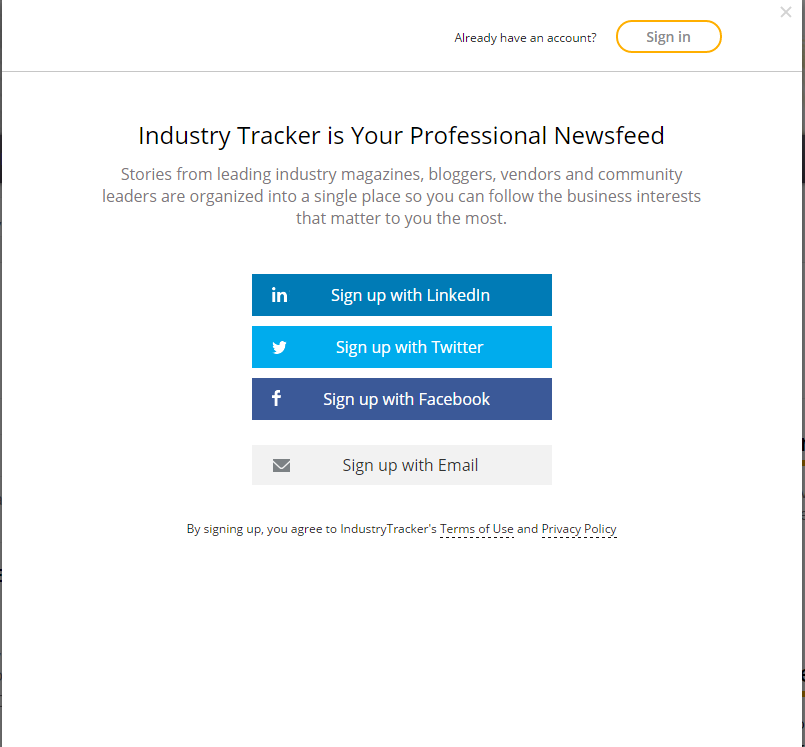 Already have an account?
Sign in
Industry Tracker is Your Professional Newsfeed
Stories from leading industry magazines, bloggers, vendors and community
leaders are organized into a single place so you can follow the business interests
that matter to you the most.
in Sign up with LinkedIn
Sign up with Twitter
f Sign up with Facebook
Sign up with Email
By signing up, you agree to IndustryTracker's Terms of Use and Privacy Policy